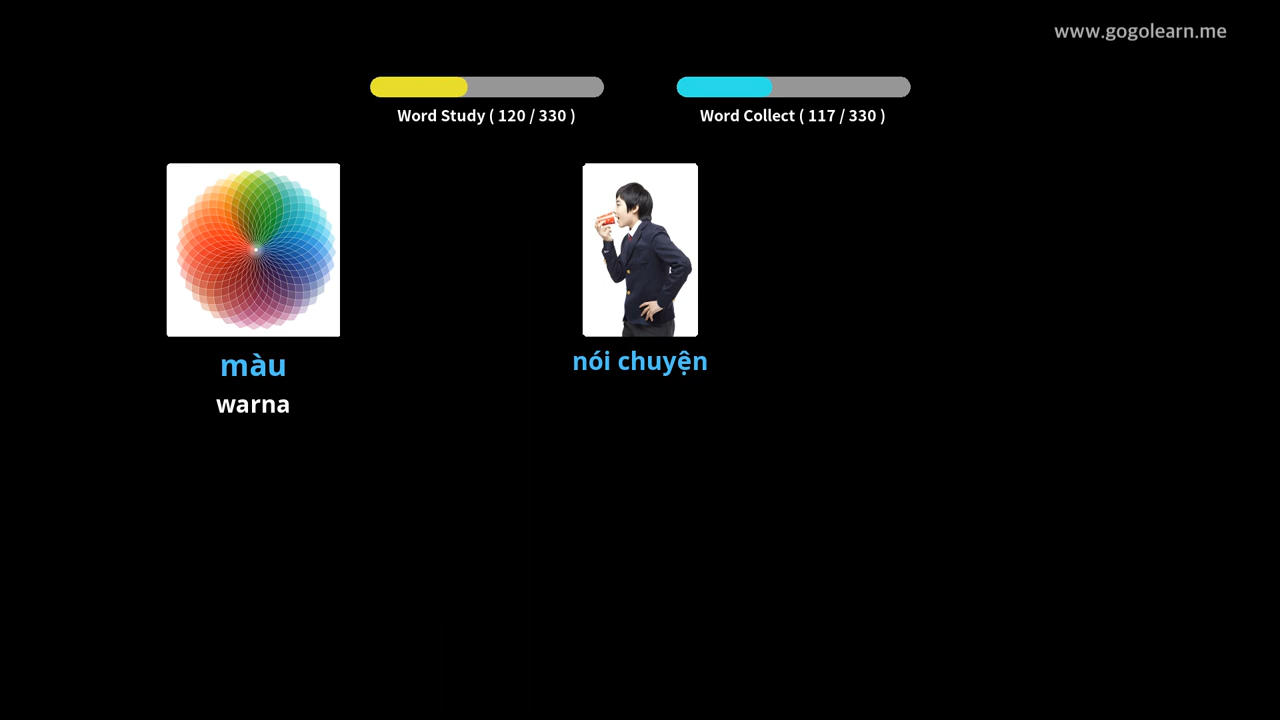 www.gogolearn.me
Word Study ( 120 / 330 )
Word Collect ( 117 / 330 )
màu
warna
nói chuyện